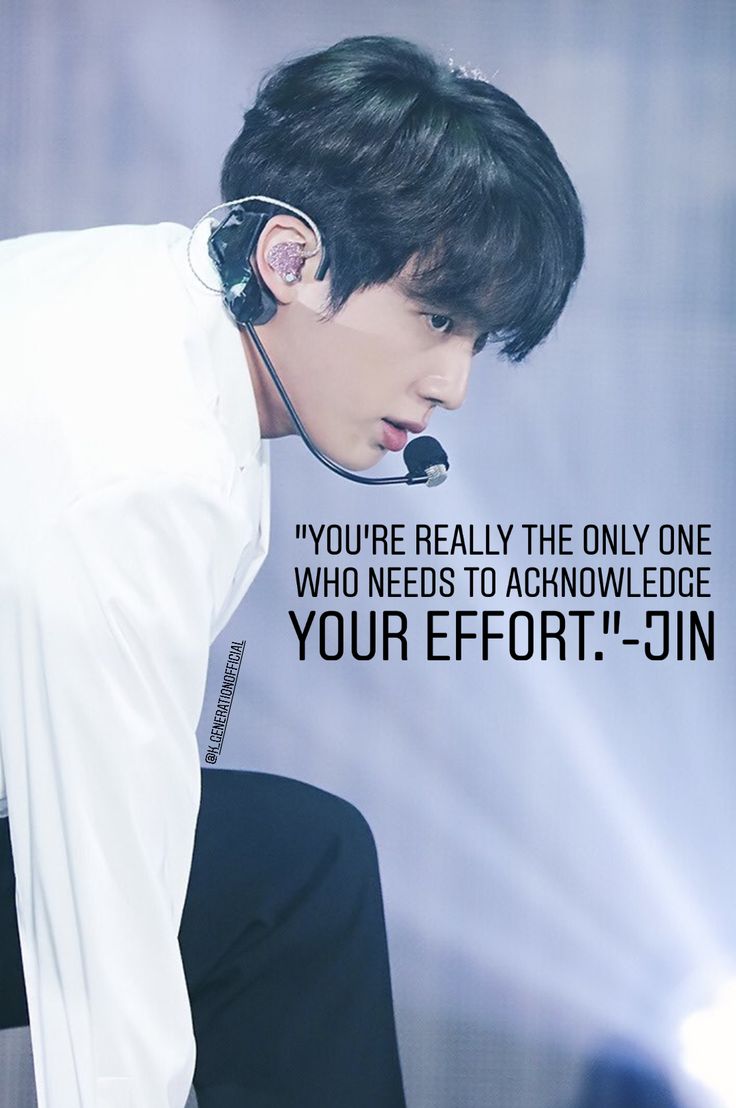 "YOU'RE REALLY THE ONLY ONE
WHO NEEDS TO ACKNOWLEDGE
YOUR EFFORT."-JIN
@K_GENERATIONOFFICIAL